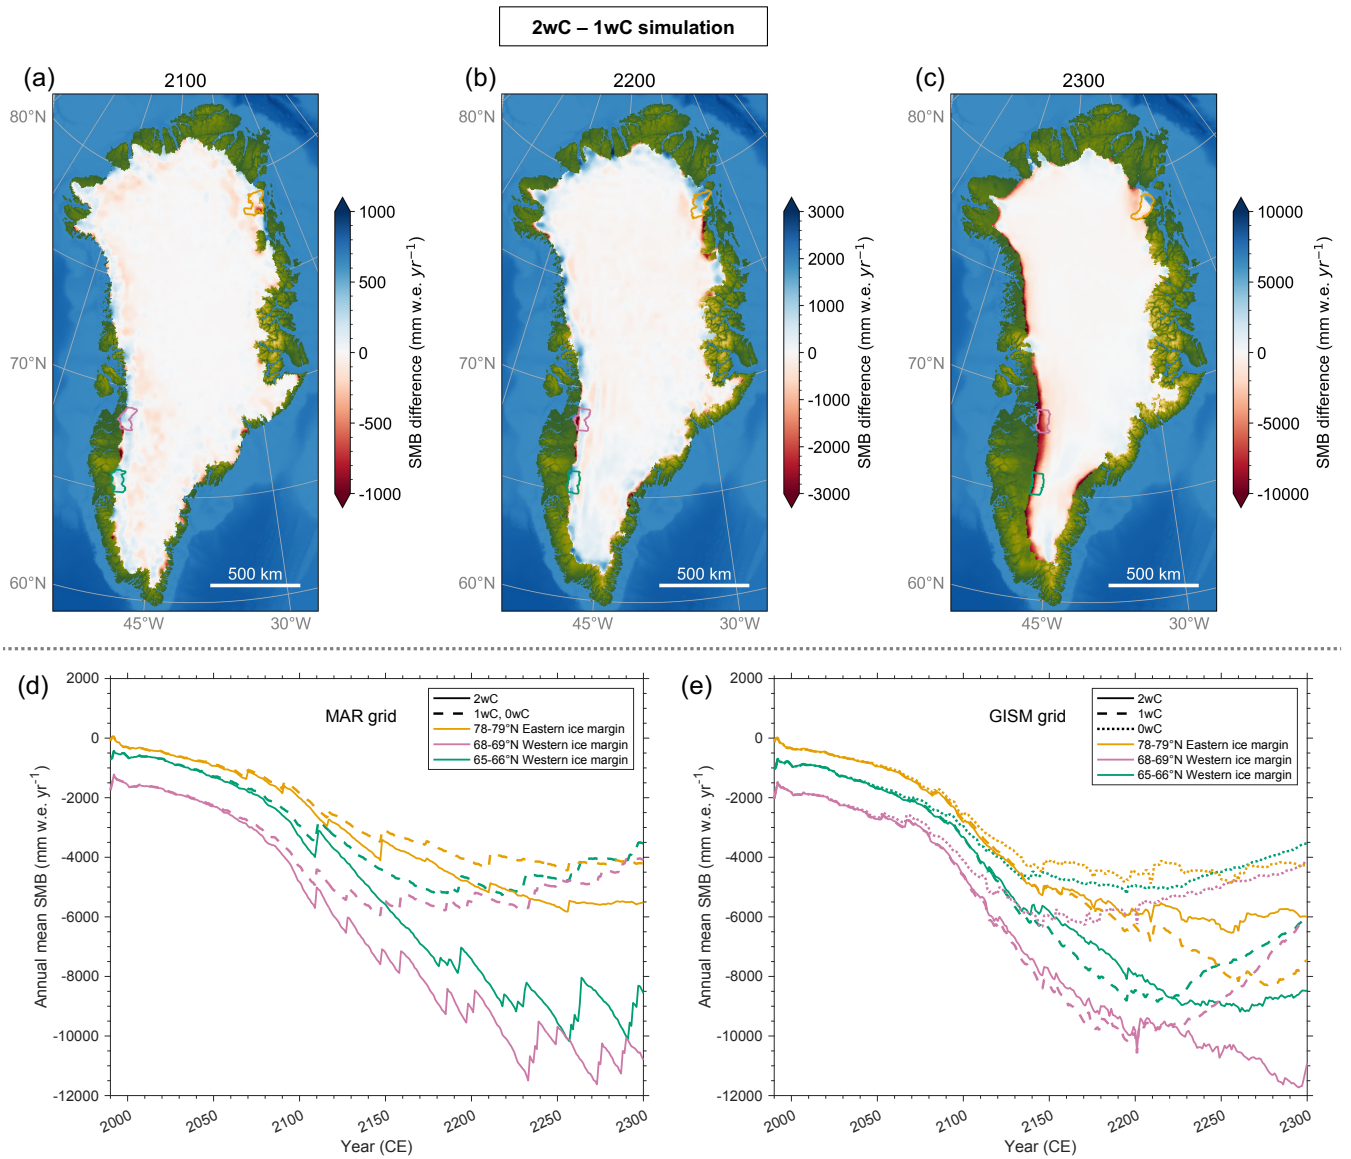 2wC – 1wC simulation
(a)
2100
80°N
70°N
60°N
45°W
30°W
500 km
1000
500
0
-500
-1000
SMB difference (mm w.e. yr⁻¹)
(b)
2200
80°N
70°N
60°N
45°W
30°W
500 km
3000
2000
1000
0
-1000
-2000
-3000
SMB difference (mm w.e. yr⁻¹)
(c)
2300
80°N
70°N
60°N
45°W
30°W
500 km
10000
5000
0
-5000
-10000
SMB difference (mm w.e. yr⁻¹)
(d)
MAR grid
2wC
1wC, 0wC
78-79°N Eastern ice margin
68-69°N Western ice margin
65-66°N Western ice margin
2000
0
-2000
-4000
-6000
-8000
-10000
-12000
Annual mean SMB (mm w.e. yr⁻¹)
2000
2050
2100
2150
2200
2250
2300
Year (CE)
(e)
GISM grid
2wC
1wC
0wC
78-79°N Eastern ice margin
68-69°N Western ice margin
65-66°N Western ice margin
2000
0
-2000
-4000
-6000
-8000
-10000
-12000
Annual mean SMB (mm w.e. yr⁻¹)
2000
2050
2100
2150
2200
2250
2300
Year (CE)